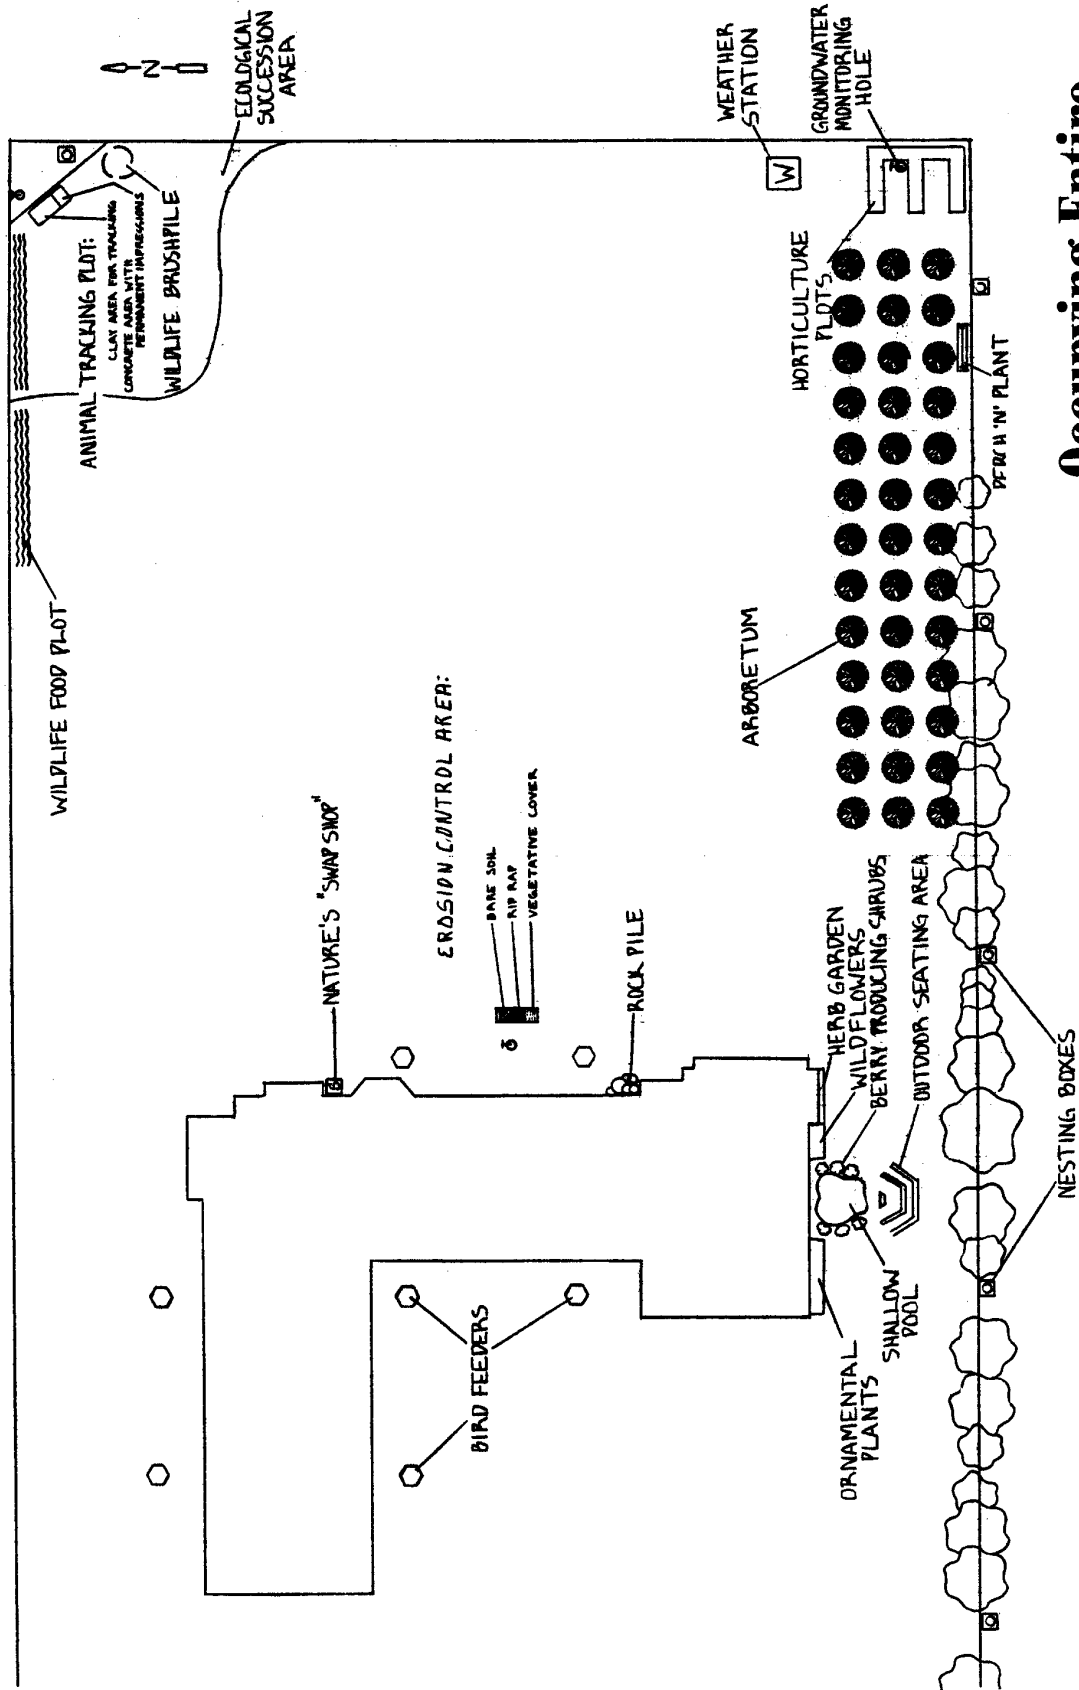 N
ECOLOGICAL
SUCCESSION
AREA
ANIMAL TRACKING PLOT:
CLAY AREA FOR TRACKING
CONCRETE AREA WITH
PERMANENT IMPRESSIONS
WILDLIFE BRUSHPILE
WILDLIFE FOOD PLOT
WEATHER
STATION
W
GROUNDWATER
MONITORING
HOLE
HORTICULTURE
PLOTS
PERCH 'N' PLANT
ARBORETUM
NATURE'S "SWAP SHOP"
EROSION CONTROL AREA:
BARE SOIL
RIP RAP
VEGETATIVE COVER
ROCK PILE
HERB GARDEN
WILDFLOWERS
BERRY PRODUCING SHRUBS
OUTDOOR SEATING AREA
BIRD FEEDERS
ORNAMENTAL
PLANTS
SHALLOW
POOL
NESTING BOXES
Occupying Entire